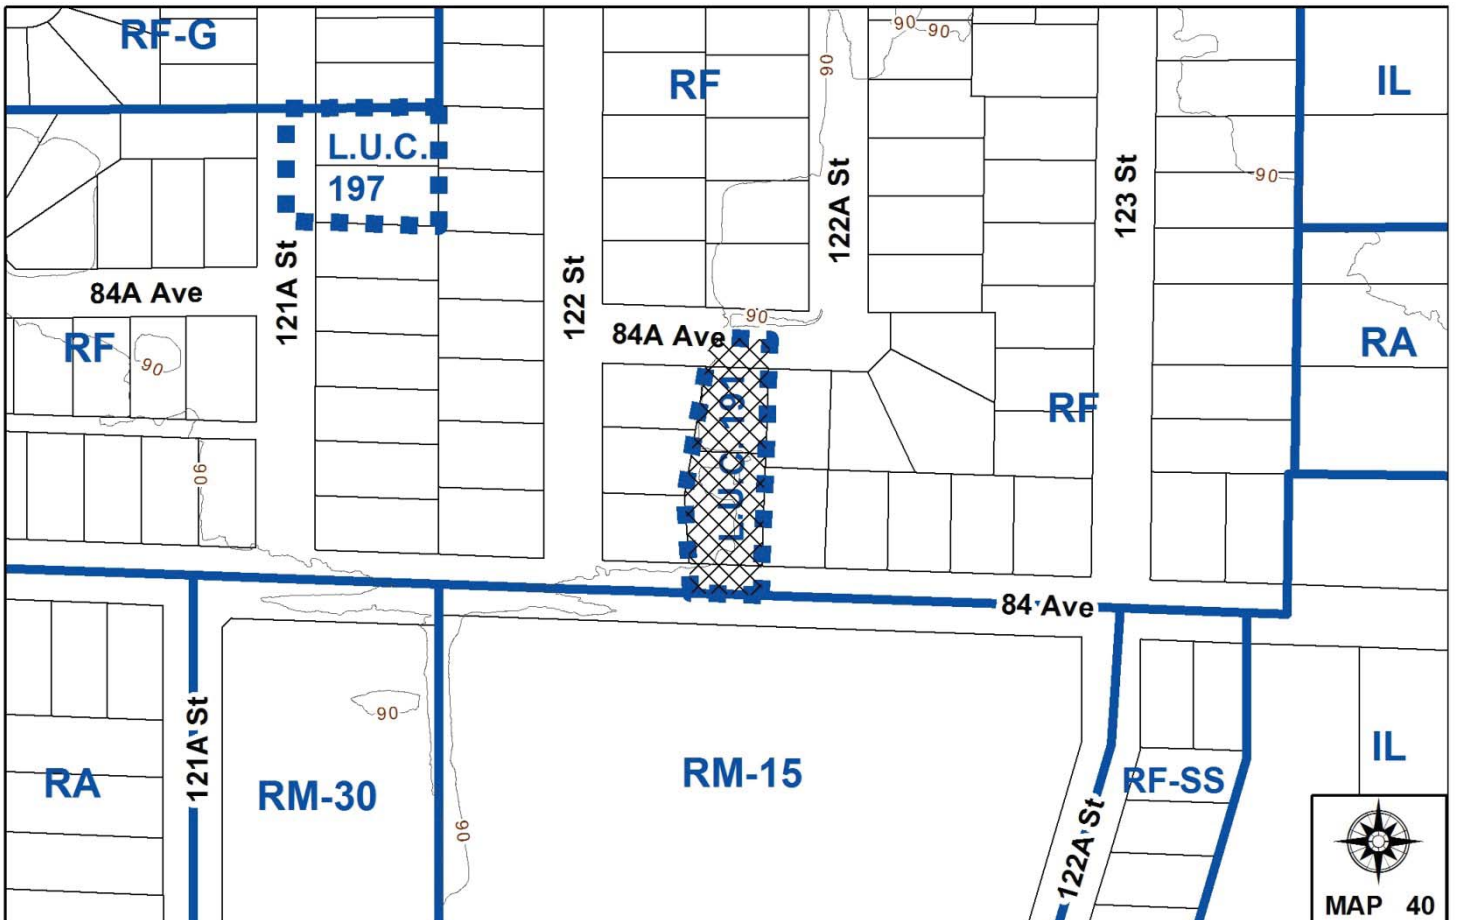 RF-G
RF
90
90
90
IL
L.U.C.
197
122A St
123 St
90
84A Ave
121A St
122 St
84A Ave
90
RF
90
RA
L.U.C. 191
RF
90
84 Ave
121A St
RA
RM-30
90
RM-15
90
RF-SS
122A St
IL
MAP 40